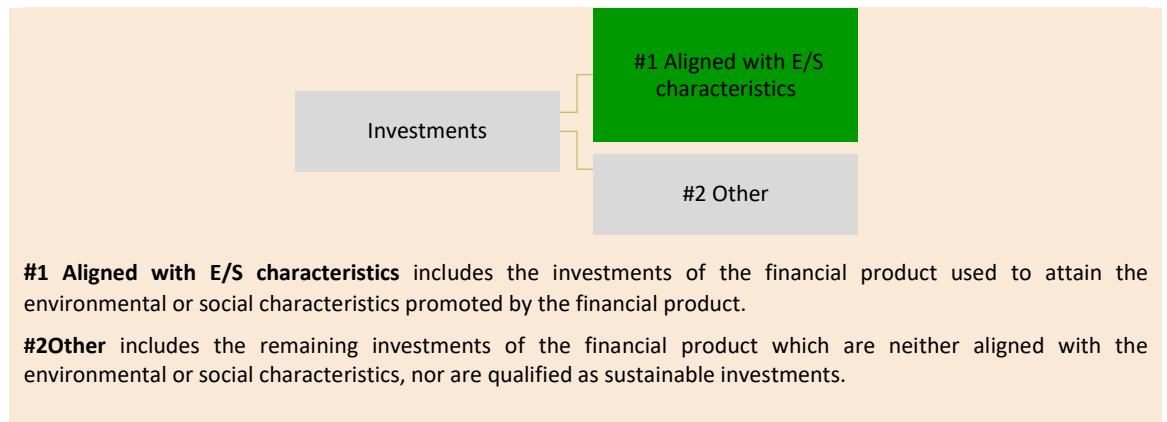 #1 Aligned with E/S
characteristics
Investments
#2 Other
#1 Aligned with E/S characteristics includes the investments of the financial product used to attain the
environmental or social characteristics promoted by the financial product.
#2Other includes the remaining investments of the financial product which are neither aligned with the
environmental or social characteristics, nor are qualified as sustainable investments.